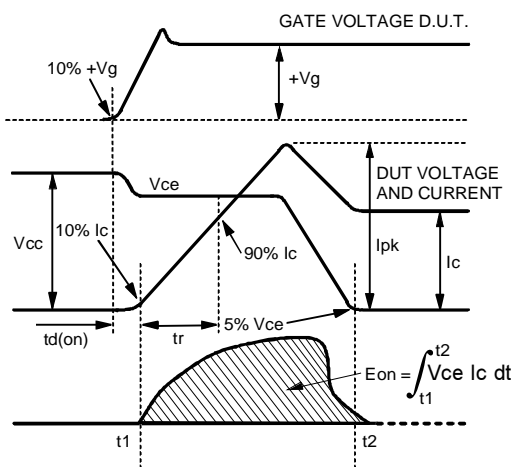 GATE VOLTAGE D.U.T.
10% +Vg
+Vg
Vce
DUT VOLTAGE
AND CURRENT
Vcc
10% Ic
90% Ic
Ipk
Ic
td(on)
tr
5% Vce
Eon = ∫ Vce Ic dt
t2
t1
t1
t2